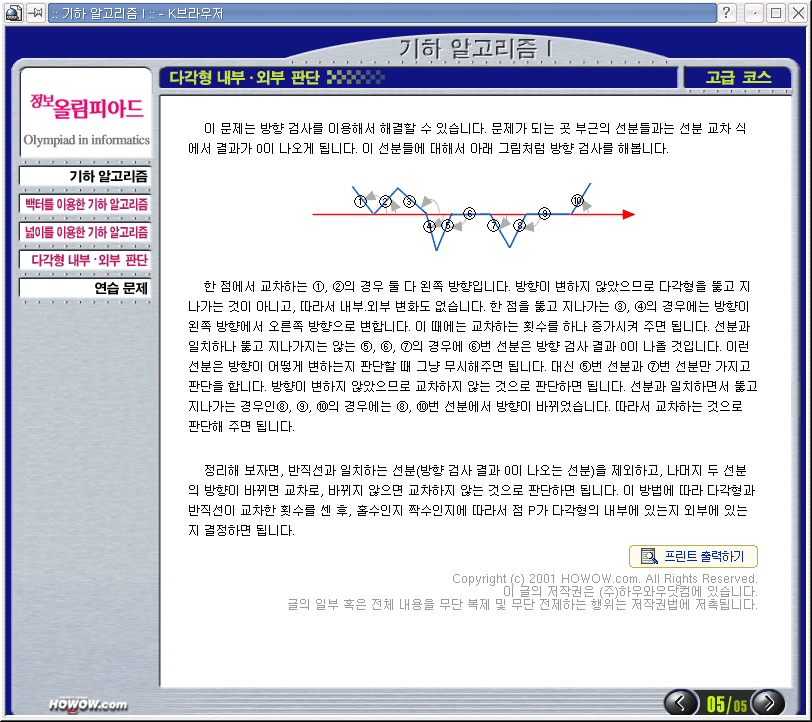 :: 기하 알고리즘 I :: - K브라우저
기하 알고리즘 I
정보올림피아드
Olympiad in informatics
다각형 내부·외부 판단
고급 코스
기하 알고리즘
백터를 이용한 기하 알고리즘
넓이를 이용한 기하 알고리즘
다각형 내부·외부 판단
연습 문제
이 문제는 방향 검사를 이용해서 해결할 수 있습니다. 문제가 되는 곳 부근의 선분들과는 선분 교차 식
에서 결과가 0이 나오게 됩니다. 이 선분들에 대해서 아래 그림처럼 방향 검사를 해봅니다.
① ② ③ ④ ⑤ ⑥ ⑦ ⑧ ⑨ ⑩
한 점에서 교차하는 ①, ②의 경우 둘 다 왼쪽 방향입니다. 방향이 변하지 않았으므로 다각형을 뚫고 지
나가는 것이 아니고, 따라서 내부.외부 변화도 없습니다. 한 점을 뚫고 지나가는 ③, ④의 경우에는 방향이
왼쪽 방향에서 오른쪽 방향으로 변합니다. 이 때에는 교차하는 횟수를 하나 증가시켜 주면 됩니다. 선분과
일치하나 뚫고 지나가지는 않는 ⑤, ⑥, ⑦의 경우에 ⑥번 선분은 방향 검사 결과 0이 나올 것입니다. 이런
선분은 방향이 어떻게 변하는지 판단할 때 그냥 무시해주면 됩니다. 대신 ⑤번 선분과 ⑦번 선분만 가지고
판단을 합니다. 방향이 변하지 않았으므로 교차하지 않는 것으로 판단하면 됩니다. 선분과 일치하면서 뚫고
지나가는 경우인⑧, ⑨, ⑩의 경우에는 ⑧, ⑩번 선분에서 방향이 바뀌었습니다. 따라서 교차하는 것으로
판단해 주면 됩니다.
정리해 보자면, 반직선과 일치하는 선분(방향 검사 결과 0이 나오는 선분)을 제외하고, 나머지 두 선분
의 방향이 바뀌면 교차로, 바뀌지 않으면 교차하지 않는 것으로 판단하면 됩니다. 이 방법에 따라 다각형과
반직선이 교차한 횟수를 센 후, 홀수인지 짝수인지에 따라서 점 P가 다각형의 내부에 있는지 외부에 있는
지 결정하면 됩니다.
프린트 출력하기
Copyright (c) 2001 HOWOW.com. All Rights Reserved.
이 글의 저작권은 (주)하우와우닷컴에 있습니다.
글의 일부 혹은 전체 내용을 무단 복제 및 무단 전제하는 행위는 저작권법에 저촉됩니다.
HOWOW.com
05/05